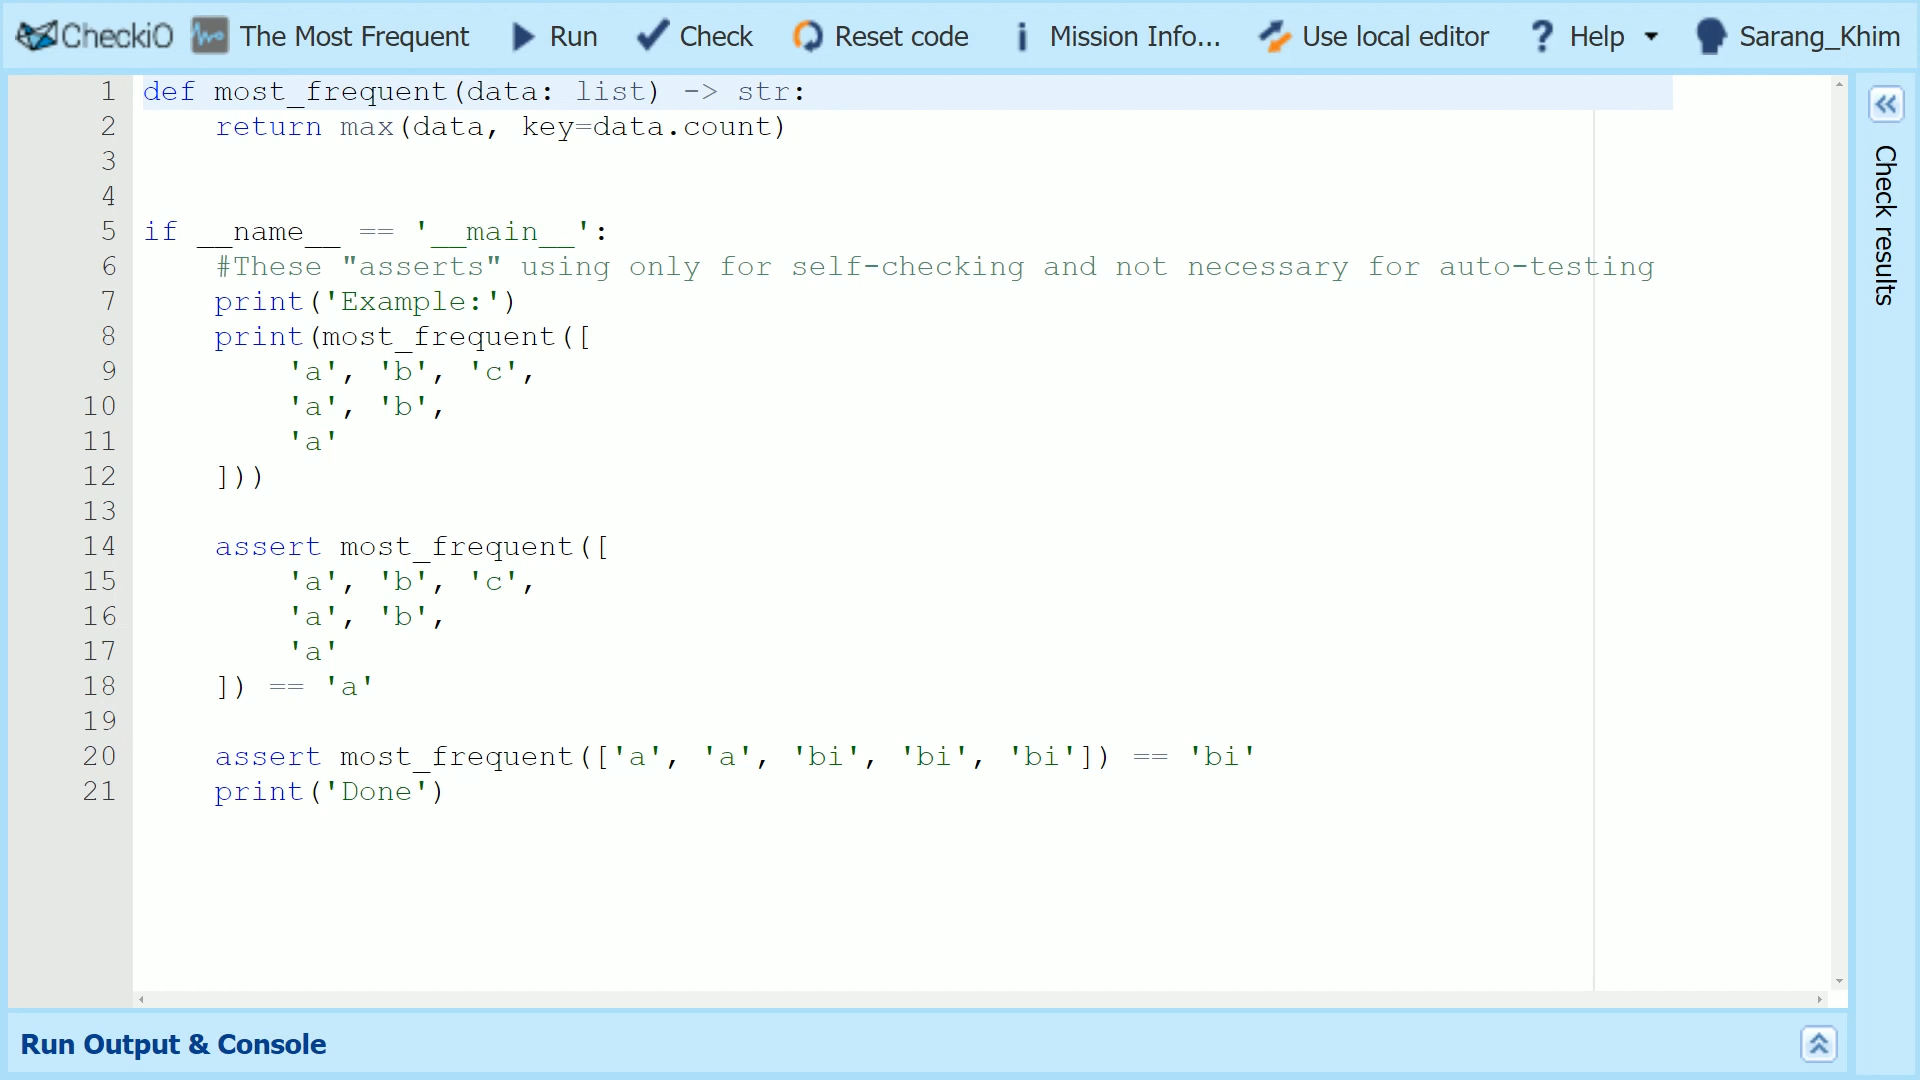 CheckiO The Most Frequent Run Check Reset code Mission Info... Use local editor ? Help Sarang_Khim
1 def most_frequent(data: list) -> str:
2     return max(data, key=data.count)
3
4
5 if __name__ == '__main__':
6     #These "asserts" using only for self-checking and not necessary for auto-testing
7     print('Example:')
8     print(most_frequent([
9         'a', 'b', 'c',
10         'a', 'b',
11         'a'
12     ]))
13
14     assert most_frequent([
15         'a', 'b', 'c',
16         'a', 'b',
17         'a'
18     ]) == 'a'
19
20     assert most_frequent(['a', 'a', 'bi', 'bi', 'bi']) == 'bi'
21     print('Done')
Check results
Run Output & Console